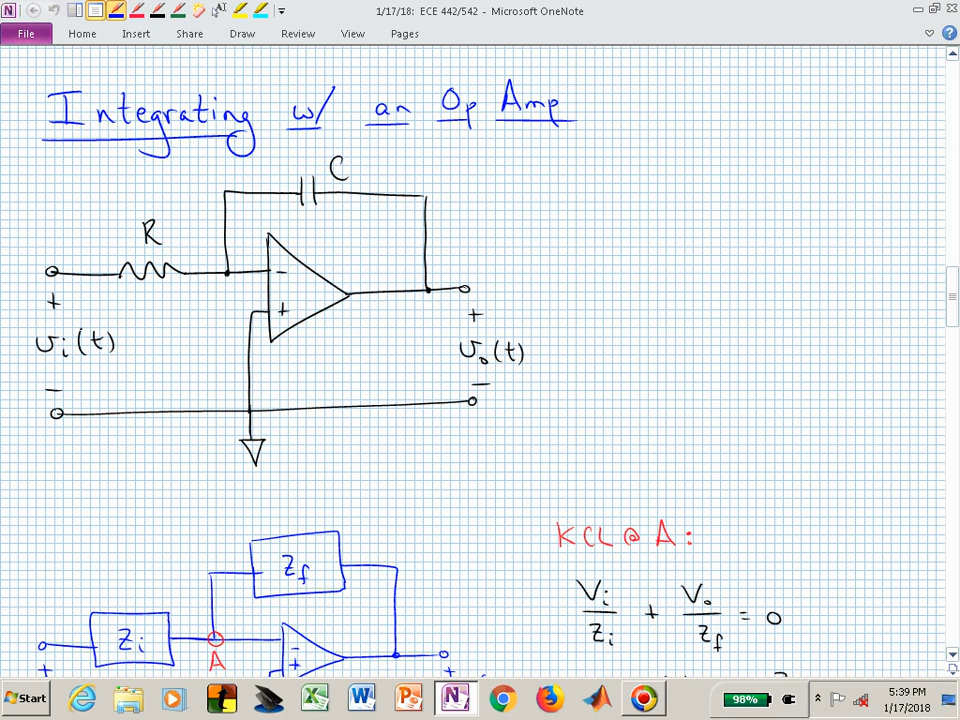 1/17/18: ECE 442/542 - Microsoft OneNote
File Home Insert Share Draw Review View Pages
Integrating w/ an Op Amp
C
R
-
+
+
vi(t)
-
+
vo(t)
-
KCL @ A:
Zf
Vi/Zi + Vo/Zf = 0
Zi
-
+
A
+
+
Start
98%
5:39 PM
1/17/2018